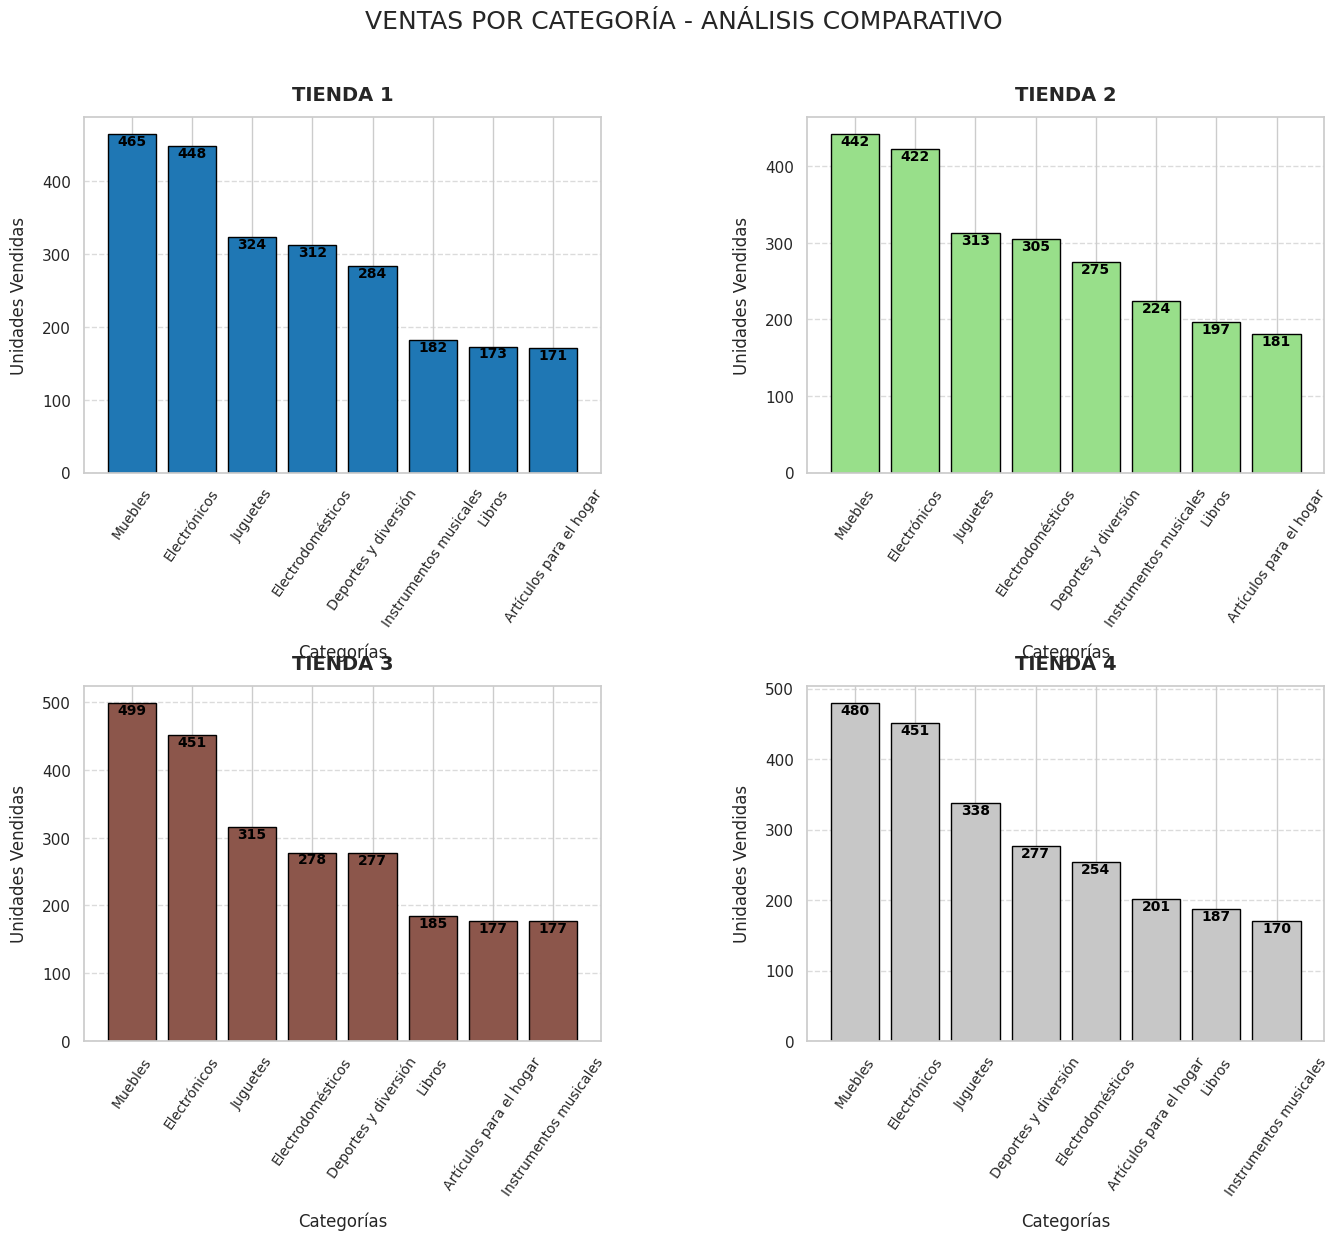 VENTAS POR CATEGORÍA - ANÁLISIS COMPARATIVO
TIENDA 1
Unidades Vendidas
400
300
200
100
0
465
448
324
312
284
182
173
171
Muebles
Electrónicos
Juguetes
Electrodomésticos
Deportes y diversión
Instrumentos musicales
Libros
Artículos para el hogar
Categorías
TIENDA 2
Unidades Vendidas
400
300
200
100
0
442
422
313
305
275
224
197
181
Muebles
Electrónicos
Juguetes
Electrodomésticos
Deportes y diversión
Instrumentos musicales
Libros
Artículos para el hogar
Categorías
TIENDA 3
Unidades Vendidas
500
400
300
200
100
0
499
451
315
278
277
185
177
177
Muebles
Electrónicos
Juguetes
Electrodomésticos
Deportes y diversión
Libros
Artículos para el hogar
Instrumentos musicales
Categorías
TIENDA 4
Unidades Vendidas
500
400
300
200
100
0
480
451
338
277
254
201
187
170
Muebles
Electrónicos
Juguetes
Deportes y diversión
Electrodomésticos
Artículos para el hogar
Libros
Instrumentos musicales
Categorías